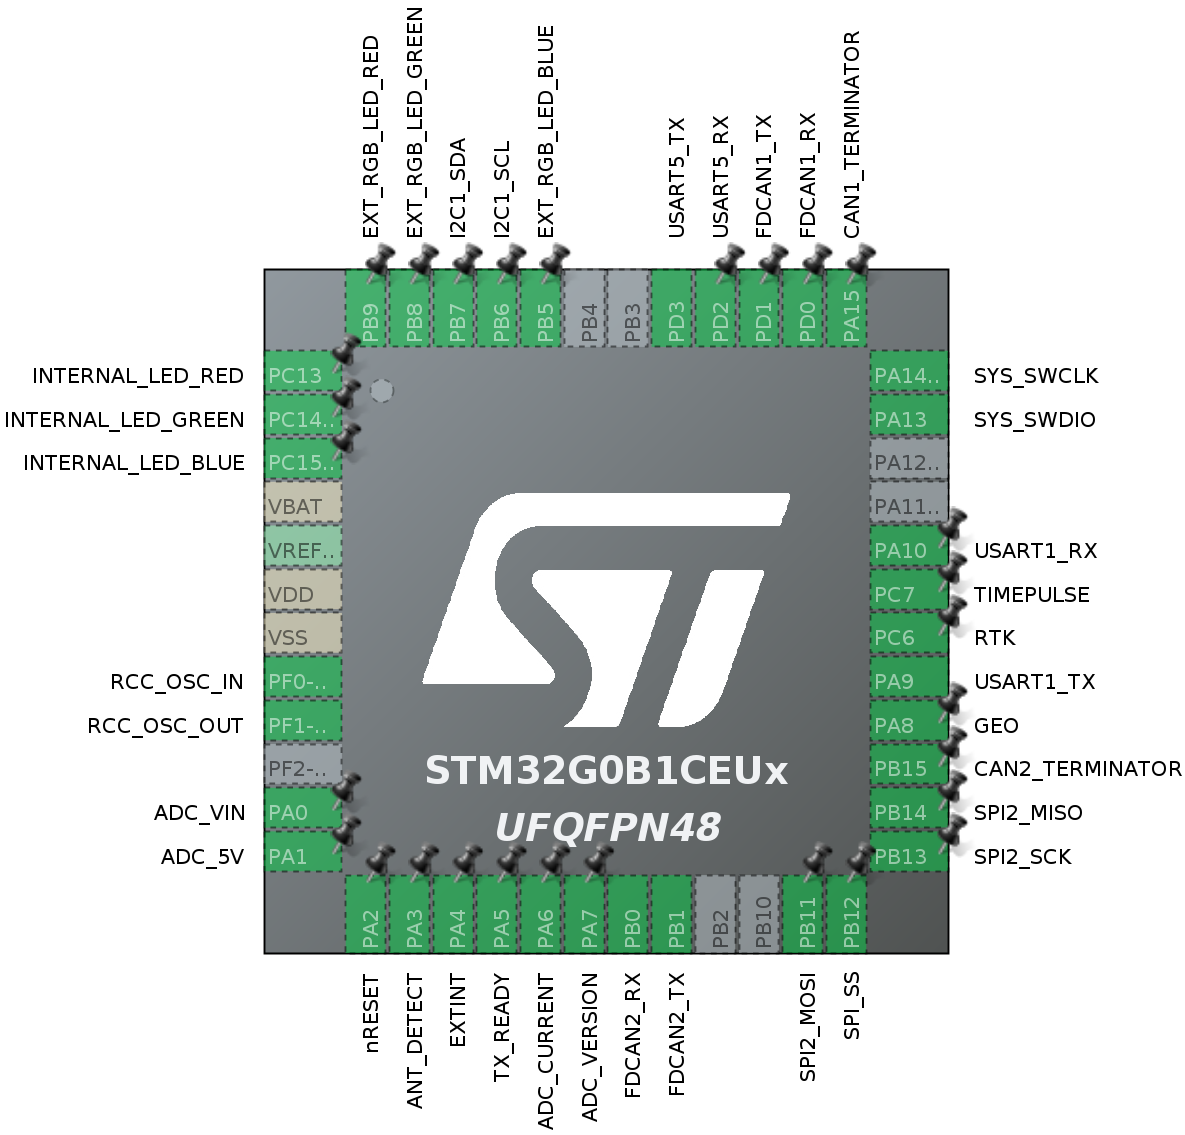 EXT_RGB_LED_RED
EXT_RGB_LED_GREEN
I2C1_SDA
I2C1_SCL
EXT_RGB_LED_BLUE
USART5_TX
USART5_RX
FDCAN1_TX
FDCAN1_RX
CAN1_TERMINATOR
PB9
PB8
PB7
PB6
PB5
PB4
PB3
PD3
PD2
PD1
PD0
PA15
INTERNAL_LED_RED
PC13
INTERNAL_LED_GREEN
PC14..
INTERNAL_LED_BLUE
PC15..
VBAT
VREF..
VDD
VSS
RCC_OSC_IN
PF0-..
RCC_OSC_OUT
PF1-..
PF2-..
ADC_VIN
PA0
ADC_5V
PA1
ST
STM32G0B1CEUx
UFQFPN48
PA14..
SYS_SWCLK
PA13
SYS_SWDIO
PA12..
PA11..
PA10
USART1_RX
PC7
TIMEPULSE
PC6
RTK
PA9
USART1_TX
PA8
GEO
PB15
CAN2_TERMINATOR
PB14
SPI2_MISO
PB13
SPI2_SCK
PA2
PA3
PA4
PA5
PA6
PA7
PB0
PB1
PB2
PB10
PB11
PB12
nRESET
ANT_DETECT
EXTINT
TX_READY
ADC_CURRENT
ADC_VERSION
FDCAN2_RX
FDCAN2_TX
SPI2_MOSI
SPI_SS